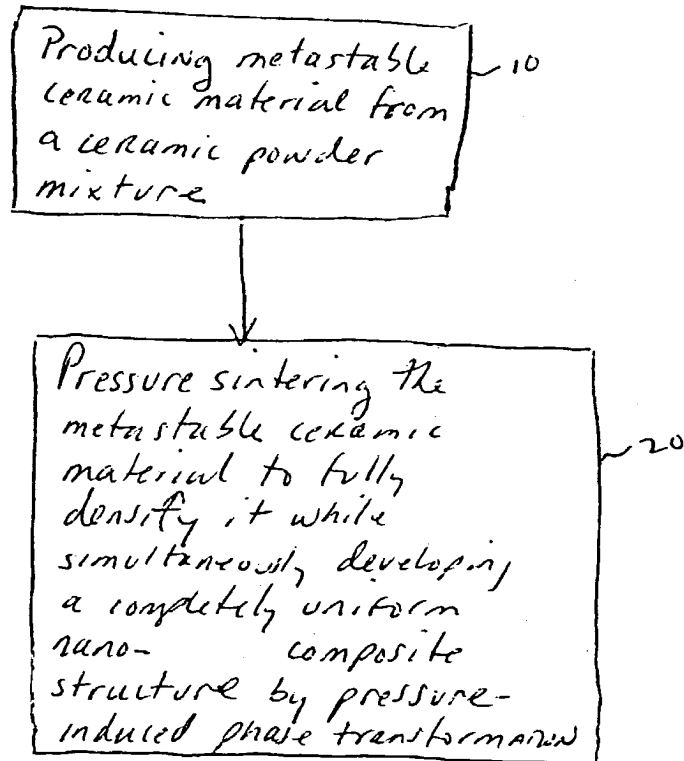 Producing metastable 10
ceramic material from
a ceramic powder
mixture
Pressure sintering the
metastable ceramic
material to fully 20
densify it while
simultaneously developing
a completely uniform
nano- composite
structure by pressure-
induced phase transformation